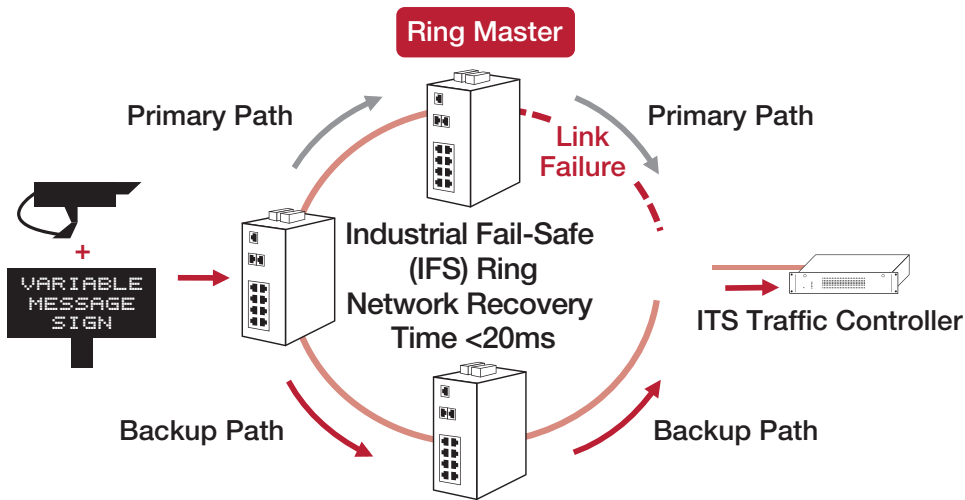 Ring Master
Primary Path
Primary Path
Link
Failure
Industrial Fail-Safe
(IFS) Ring
Network Recovery
Time <20ms
+
VARIABLE
MESSAGE
SIGN
ITS Traffic Controller
Backup Path
Backup Path